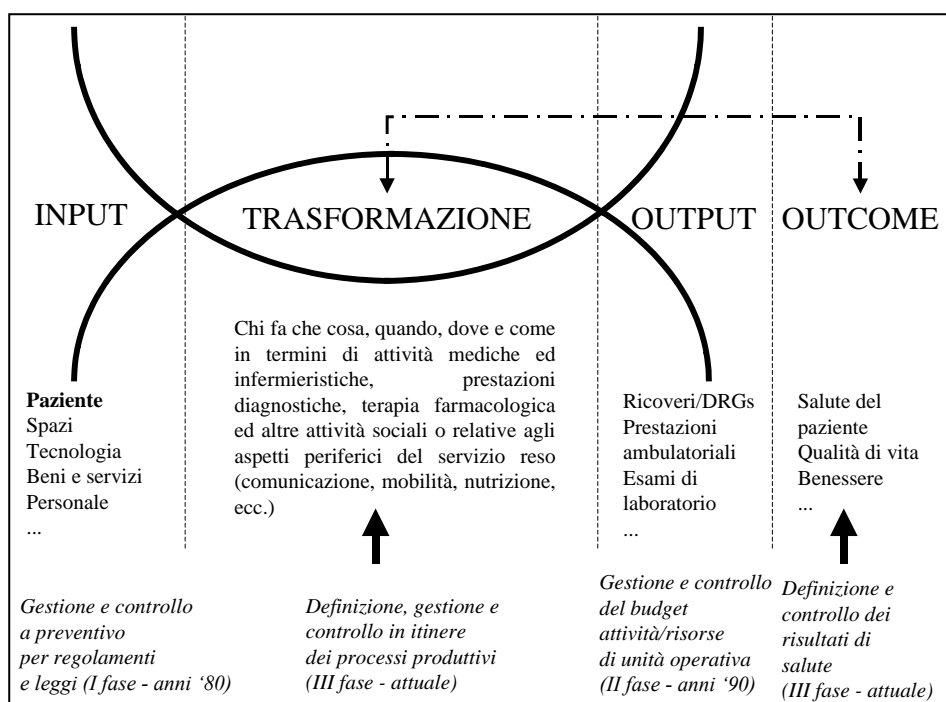 INPUT
TRASFORMAZIONE
OUTPUT
OUTCOME
Paziente
Spazi
Tecnologia
Beni e servizi
Personale
...
Chi fa che cosa, quando, dove e come
in termini di attività mediche ed
infermieristiche, prestazioni
diagnostiche, terapia farmacologica
ed altre attività sociali o relative agli
aspetti periferici del servizio reso
(comunicazione, mobilità, nutrizione,
ecc.)
Ricoveri/DRGs
Prestazioni
ambulatoriali
Esami di
laboratorio
...
Salute del
paziente
Qualità di vita
Benessere
...
Gestione e controllo
a preventivo
per regolamenti
e leggi (I fase - anni ‘80)
Definizione, gestione e
controllo in itinere
dei processi produttivi
(III fase - attuale)
Gestione e controllo
del budget
attività/risorse
di unità operativa
(II fase - anni ‘90)
Definizione e
controllo dei
risultati di
salute
(III fase - attuale)